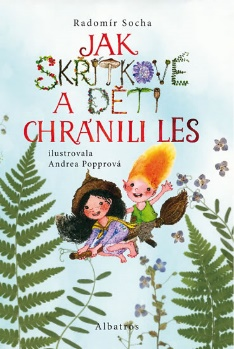 Radomír Socha
JAK
SKŘÍTKOVÉ
A DĚTI
CHRÁNILI LES
ilustrovala
Andrea Popprová
Albatros